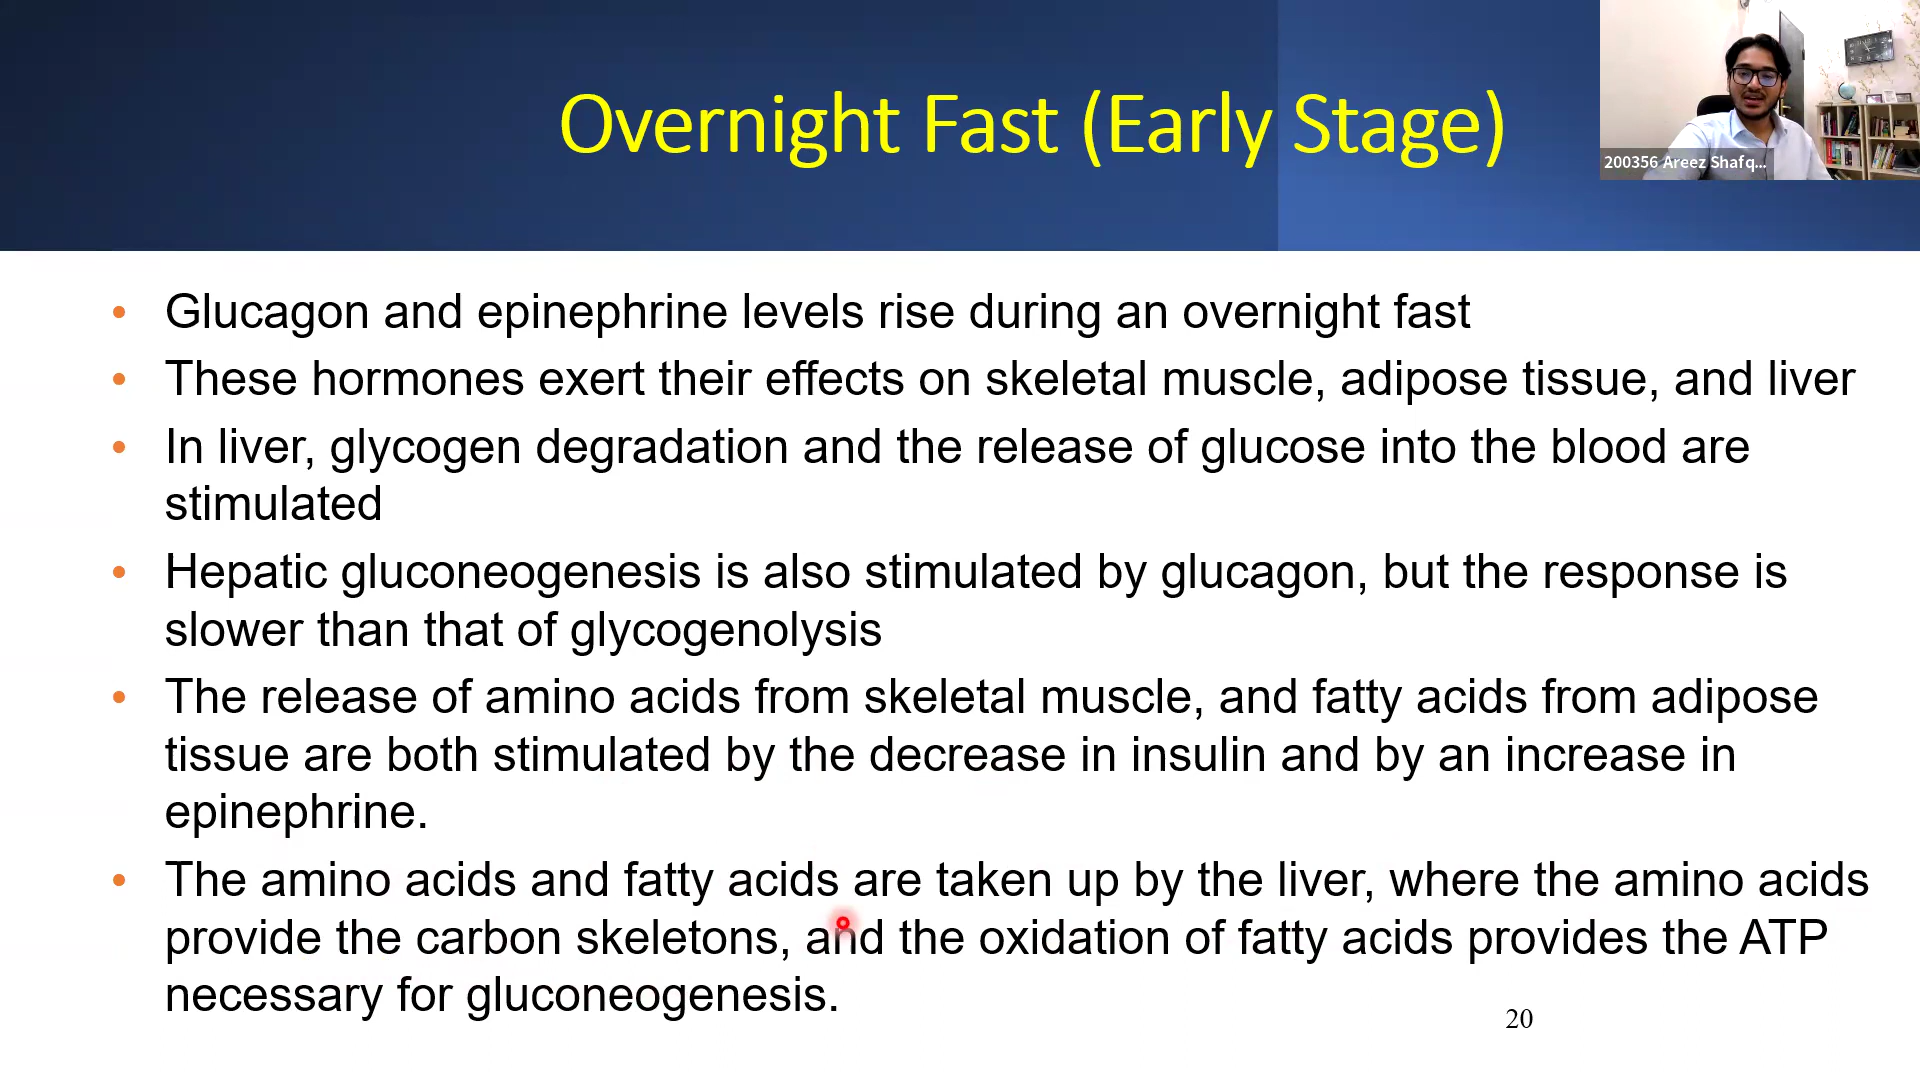 Overnight Fast (Early Stage)
200356 Areez Shafq...
• Glucagon and epinephrine levels rise during an overnight fast
• These hormones exert their effects on skeletal muscle, adipose tissue, and liver
• In liver, glycogen degradation and the release of glucose into the blood are
stimulated
• Hepatic gluconeogenesis is also stimulated by glucagon, but the response is
slower than that of glycogenolysis
• The release of amino acids from skeletal muscle, and fatty acids from adipose
tissue are both stimulated by the decrease in insulin and by an increase in
epinephrine.
• The amino acids and fatty acids are taken up by the liver, where the amino acids
provide the carbon skeletons, and the oxidation of fatty acids provides the ATP
necessary for gluconeogenesis.
20